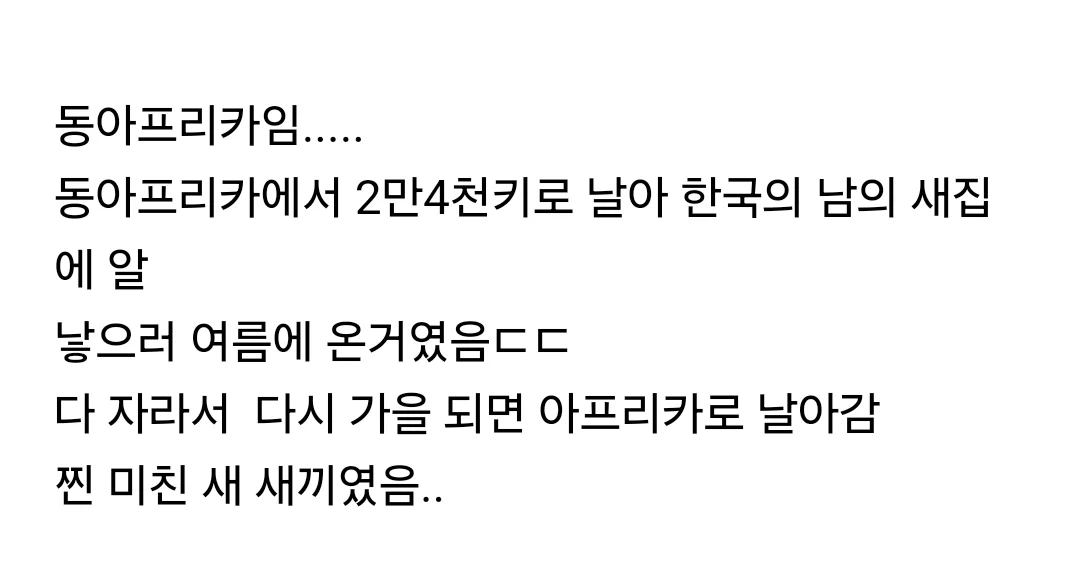 동아프리카임.....
동아프리카에서 2만4천키로 날아 한국의 남의 새집
에 알
낳으러 여름에 온거였음ㄷㄷ
다 자라서  다시 가을 되면 아프리카로 날아감
찐 미친 새 새끼였음..